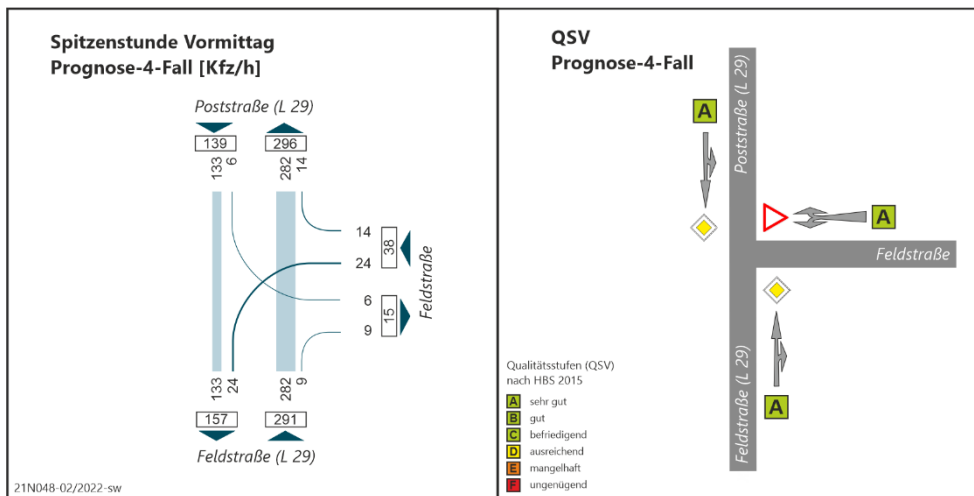 Spitzenstunde Vormittag
Prognose-4-Fall [Kfz/h]
Poststraße (L 29)
139 296
133 6 282 14
14
24
38
6
9
15
Feldstraße
133 24 282 9
157 291
Feldstraße (L 29)
21N048-02/2022-sw
QSV
Prognose-4-Fall
Poststraße (L 29)
A
A
Feldstraße
Feldstraße (L 29)
A
Qualitätsstufen (QSV)
nach HBS 2015
A sehr gut
B gut
C befriedigend
D ausreichend
E mangelhaft
F ungenügend